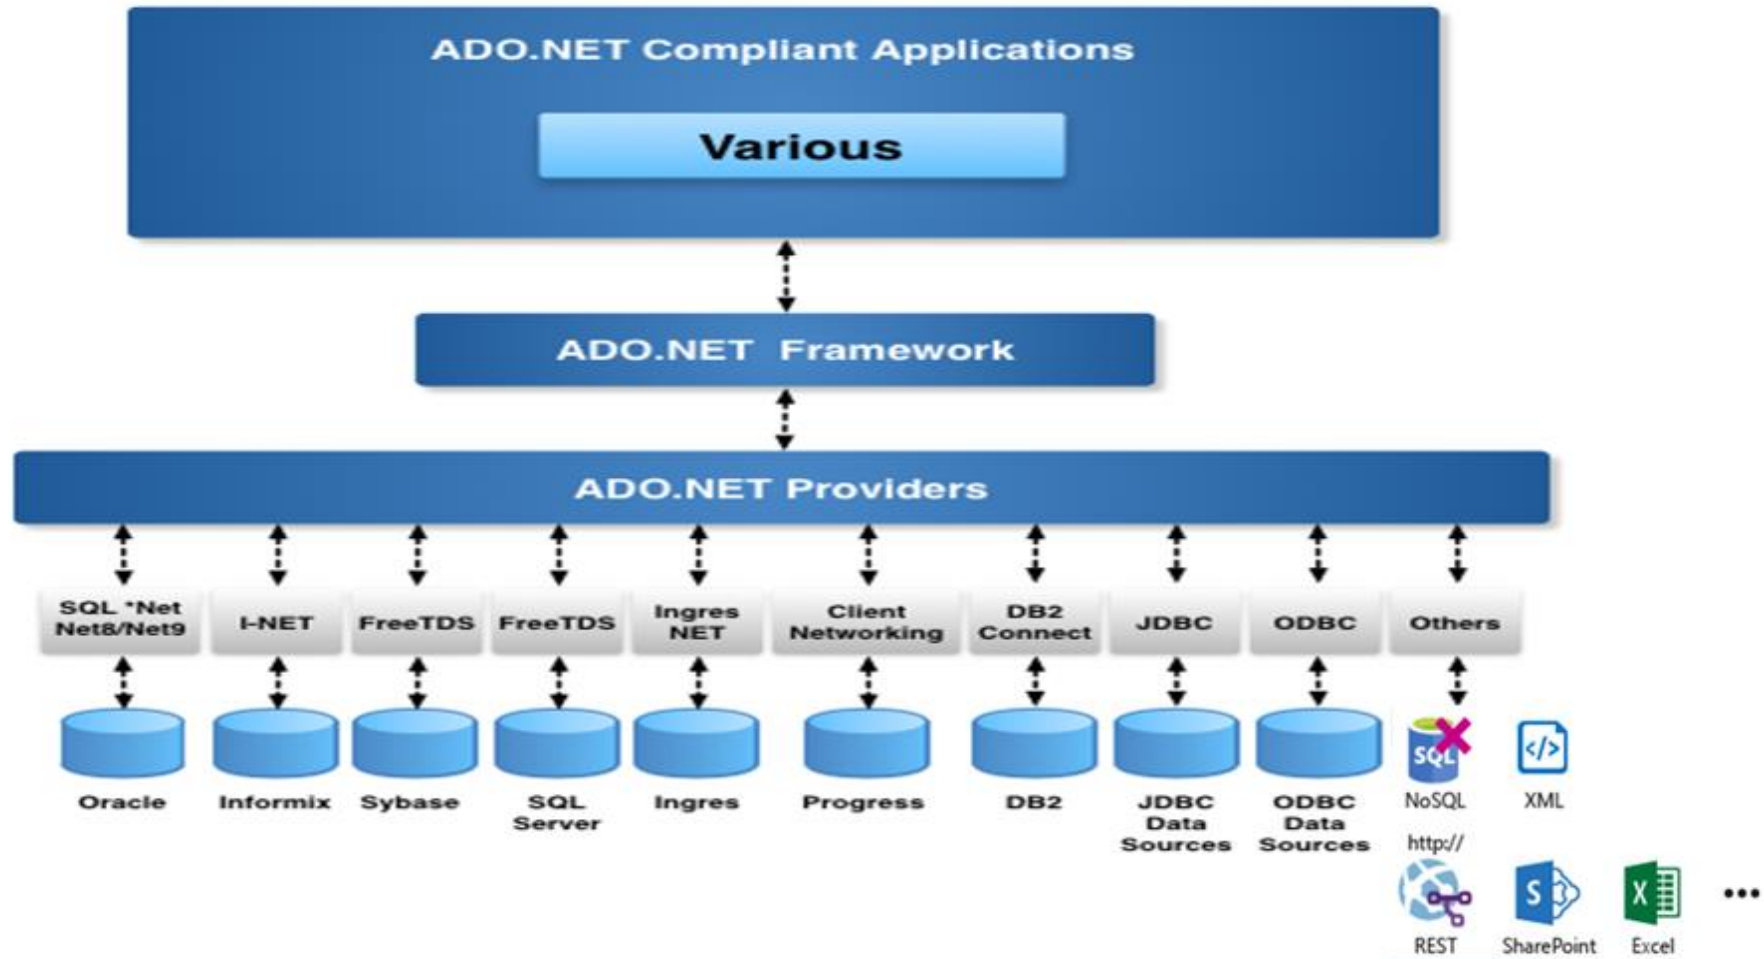 ADO.NET Compliant Applications
Various
ADO.NET Framework
ADO.NET Providers
SQL *Net
Net8/Net9
I-NET
FreeTDS
FreeTDS
Ingres
NET
Client
Networking
DB2
Connect
JDBC
ODBC
Others
Oracle
Informix
Sybase
SQL
Server
Ingres
Progress
DB2
JDBC
Data
Sources
ODBC
Data
Sources
SQL
NoSQL
</>
XML
http://
REST
S
SharePoint
X
Excel
...